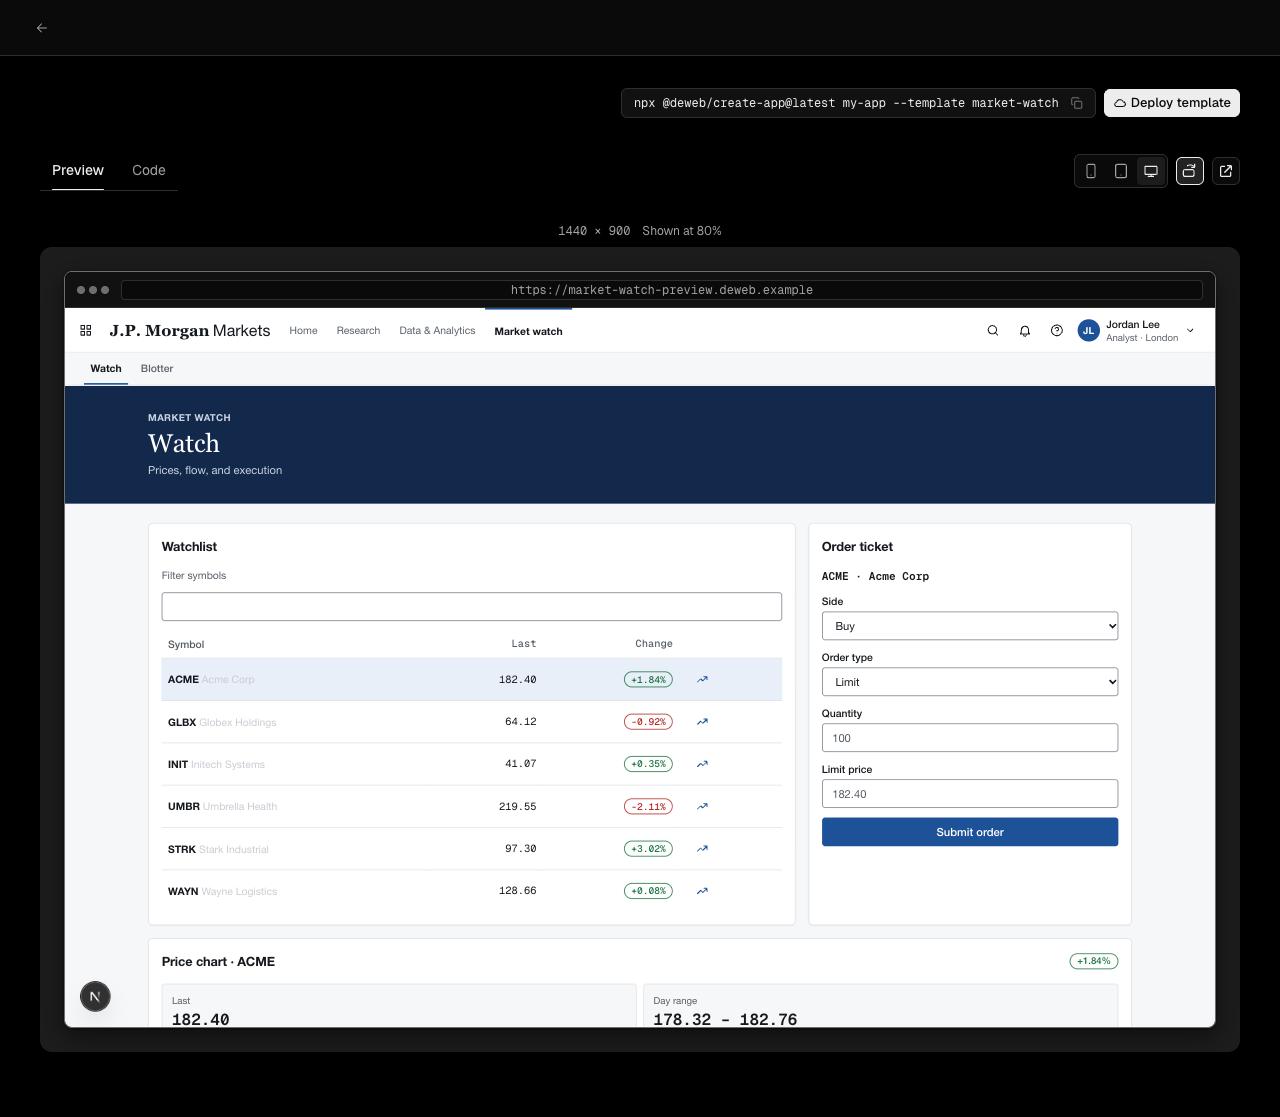 npx @deweb/create-app@latest my-app --template market-watch
Deploy template
Preview
Code
1440 × 900 Shown at 80%
https://market-watch-preview.deweb.example
J.P. Morgan Markets
Home
Research
Data & Analytics
Market watch
JL
Jordan Lee
Analyst · London
Watch
Blotter
MARKET WATCH
Watch
Prices, flow, and execution
Watchlist
Filter symbols
Symbol Last Change
ACME Acme Corp 182.40 +1.84%
GLBX Globex Holdings 64.12 -0.92%
INIT Initech Systems 41.07 +0.35%
UMBR Umbrella Health 219.55 -2.11%
STRK Stark Industrial 97.30 +3.02%
WAYN Wayne Logistics 128.66 +0.08%
Order ticket
ACME · Acme Corp
Side
Buy
Order type
Limit
Quantity
100
Limit price
182.40
Submit order
Price chart · ACME
+1.84%
Last
182.40
Day range
178.32 – 182.76
N